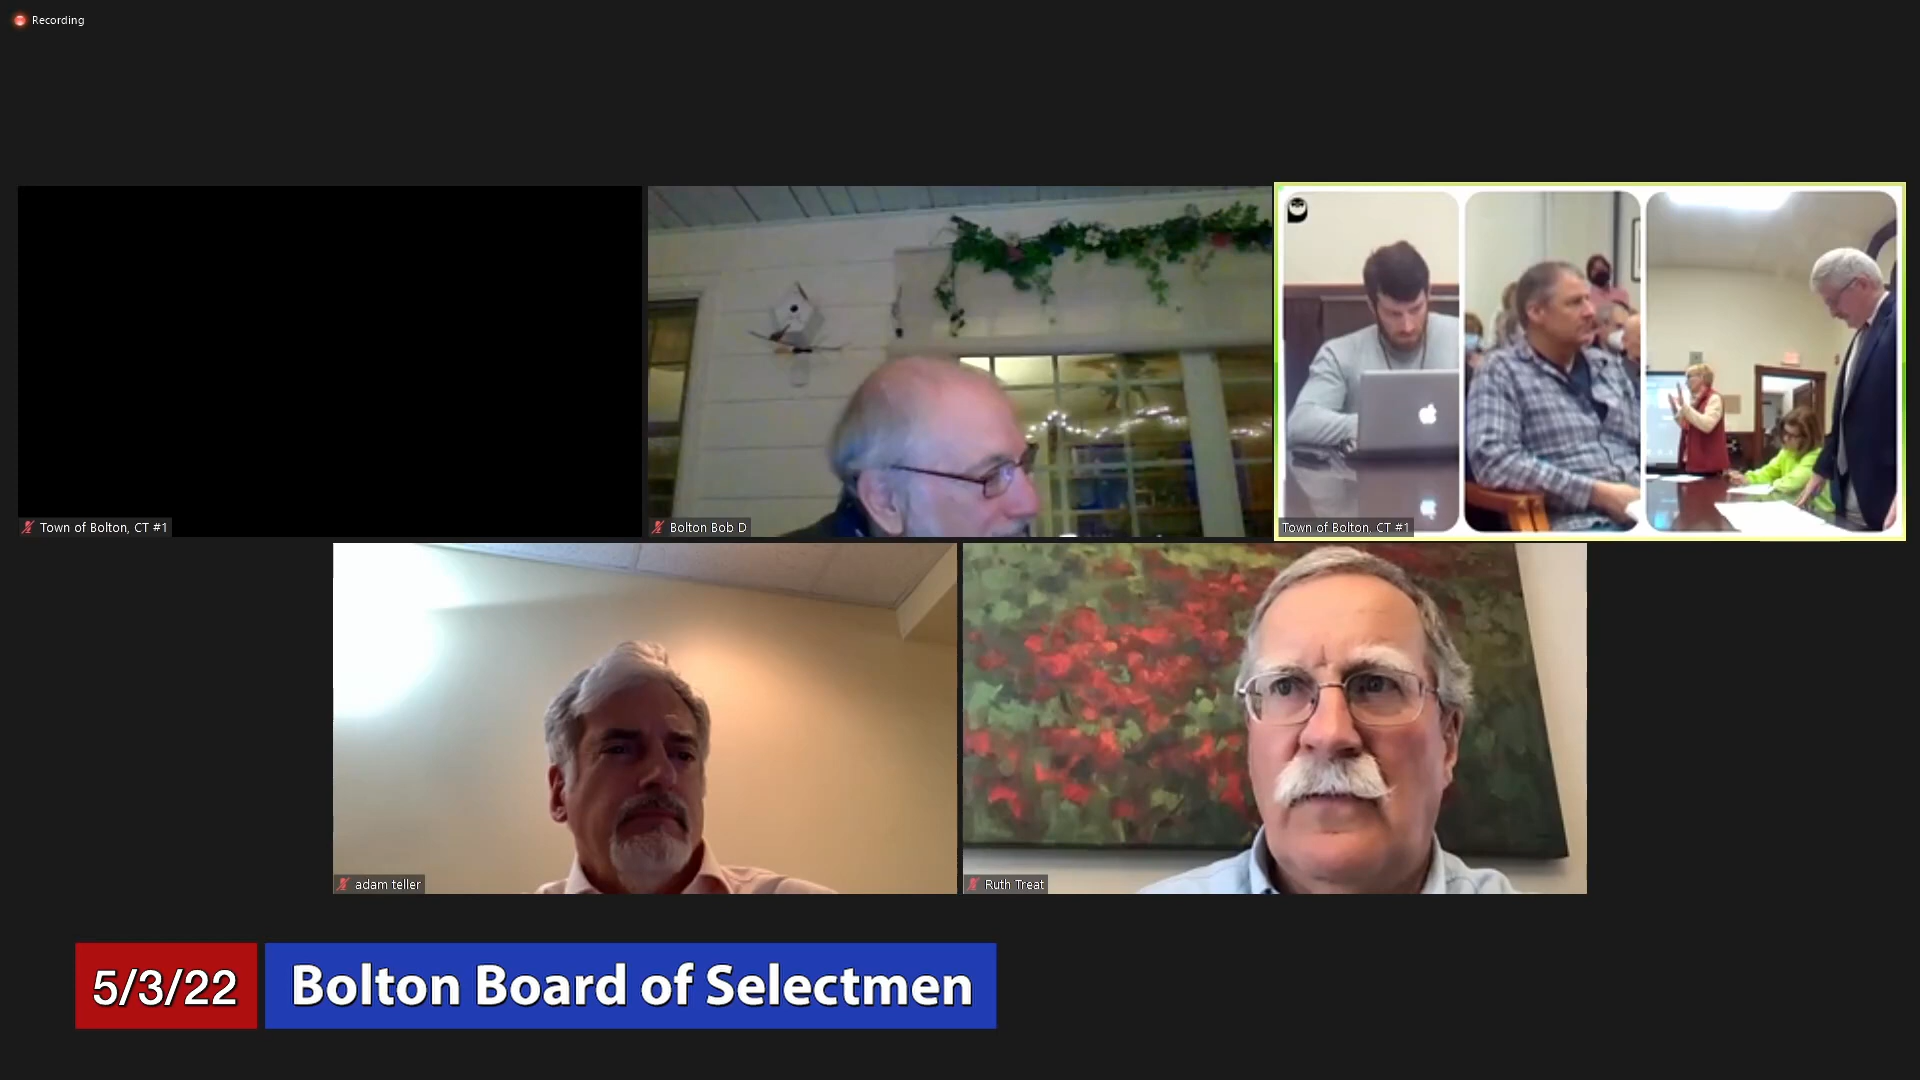 Recording
Town of Bolton, CT #1
Bolton Bob D
Town of Bolton, CT #1
adam teller
Ruth Treat
5/3/22
Bolton Board of Selectmen